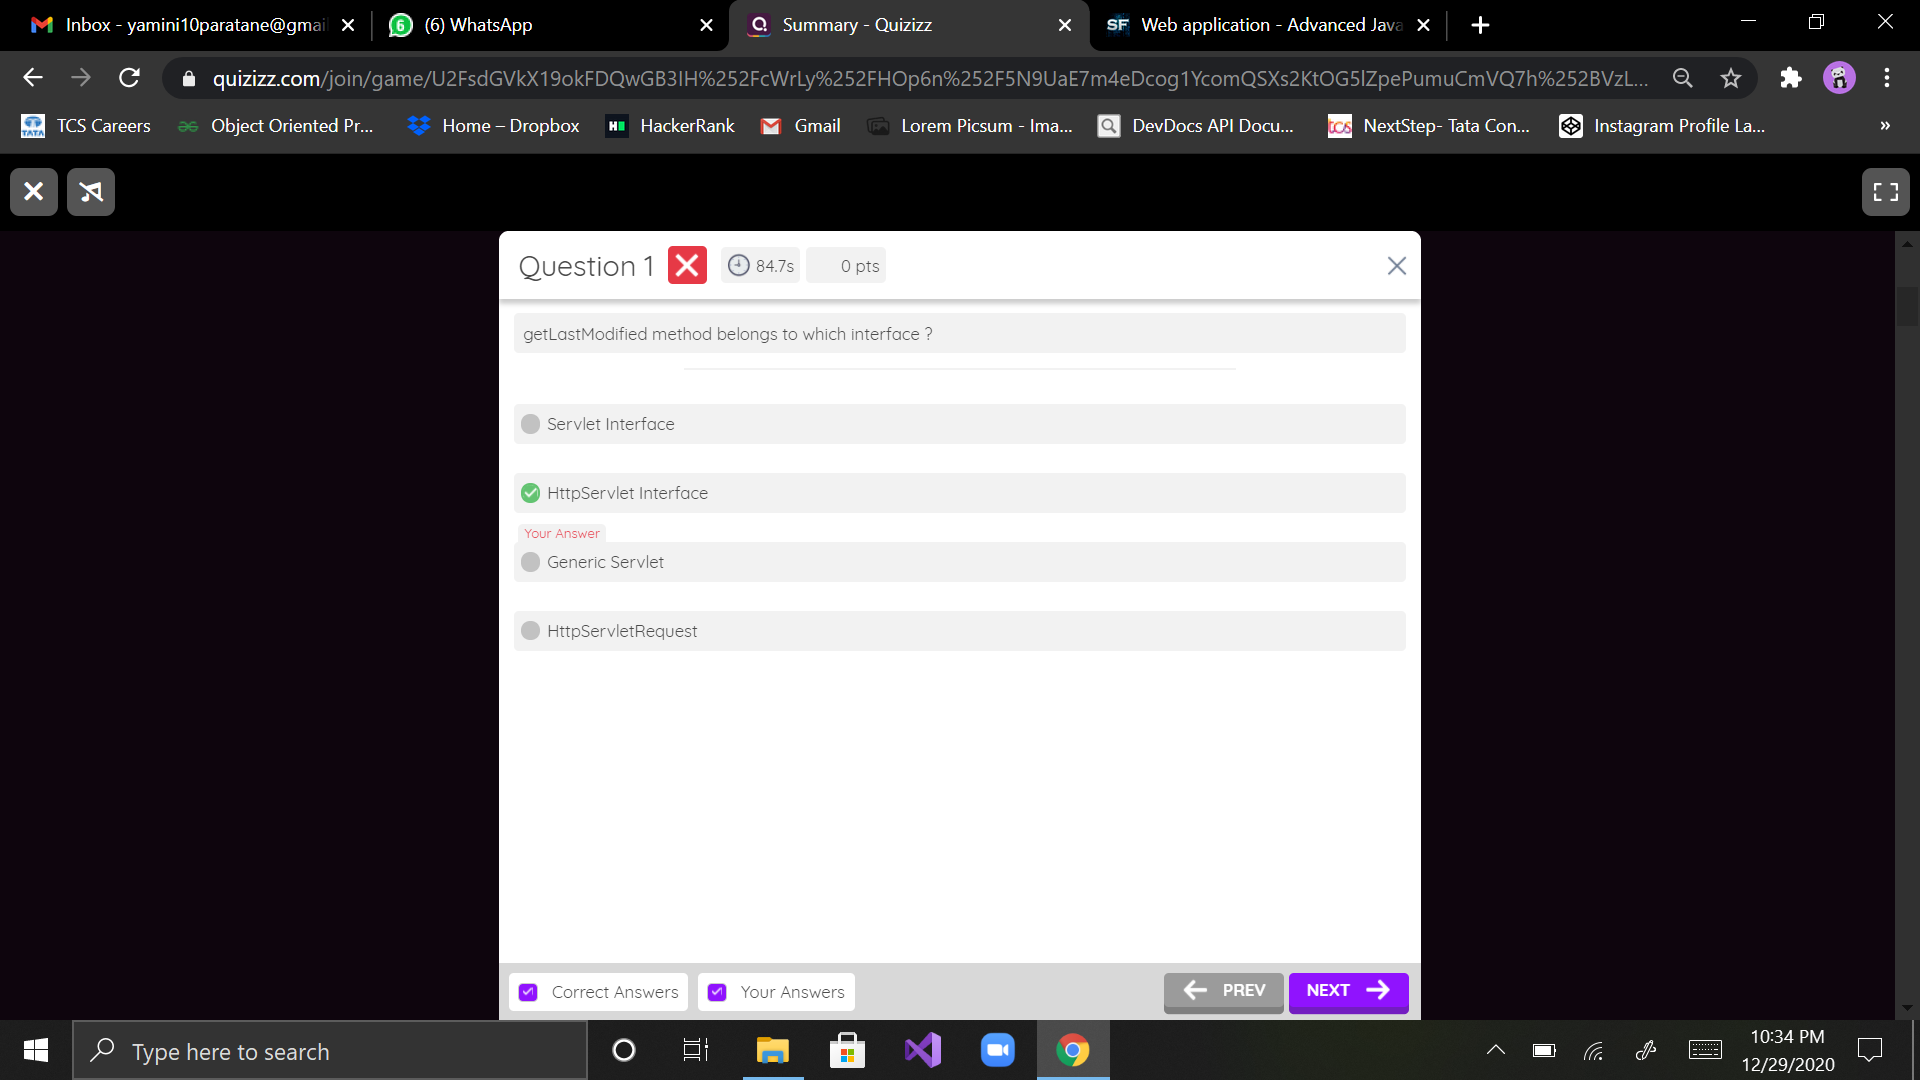 Inbox - yamini10paratane@gmai
(6) WhatsApp
Summary - Quizizz
SF Web application - Advanced Java
quizizz.com/join/game/U2FsdGVkX19okFDQwGB3IH%252FcWrLy%252FHOp6n%252F5N9UaE7m4eDcog1YcomQSXs2KtOG5lZpePumuCmVQ7h%252BVzL...
TATA TCS Careers
Object Oriented Pr...
Home – Dropbox
HackerRank
Gmail
Lorem Picsum - Ima...
DevDocs API Docu...
tcs NextStep- Tata Con...
Instagram Profile La...
»
Question 1
84.7s
0 pts
getLastModified method belongs to which interface ?
Servlet Interface
HttpServlet Interface
Your Answer
Generic Servlet
HttpServletRequest
Correct Answers
Your Answers
PREV
NEXT
Type here to search
10:34 PM
12/29/2020